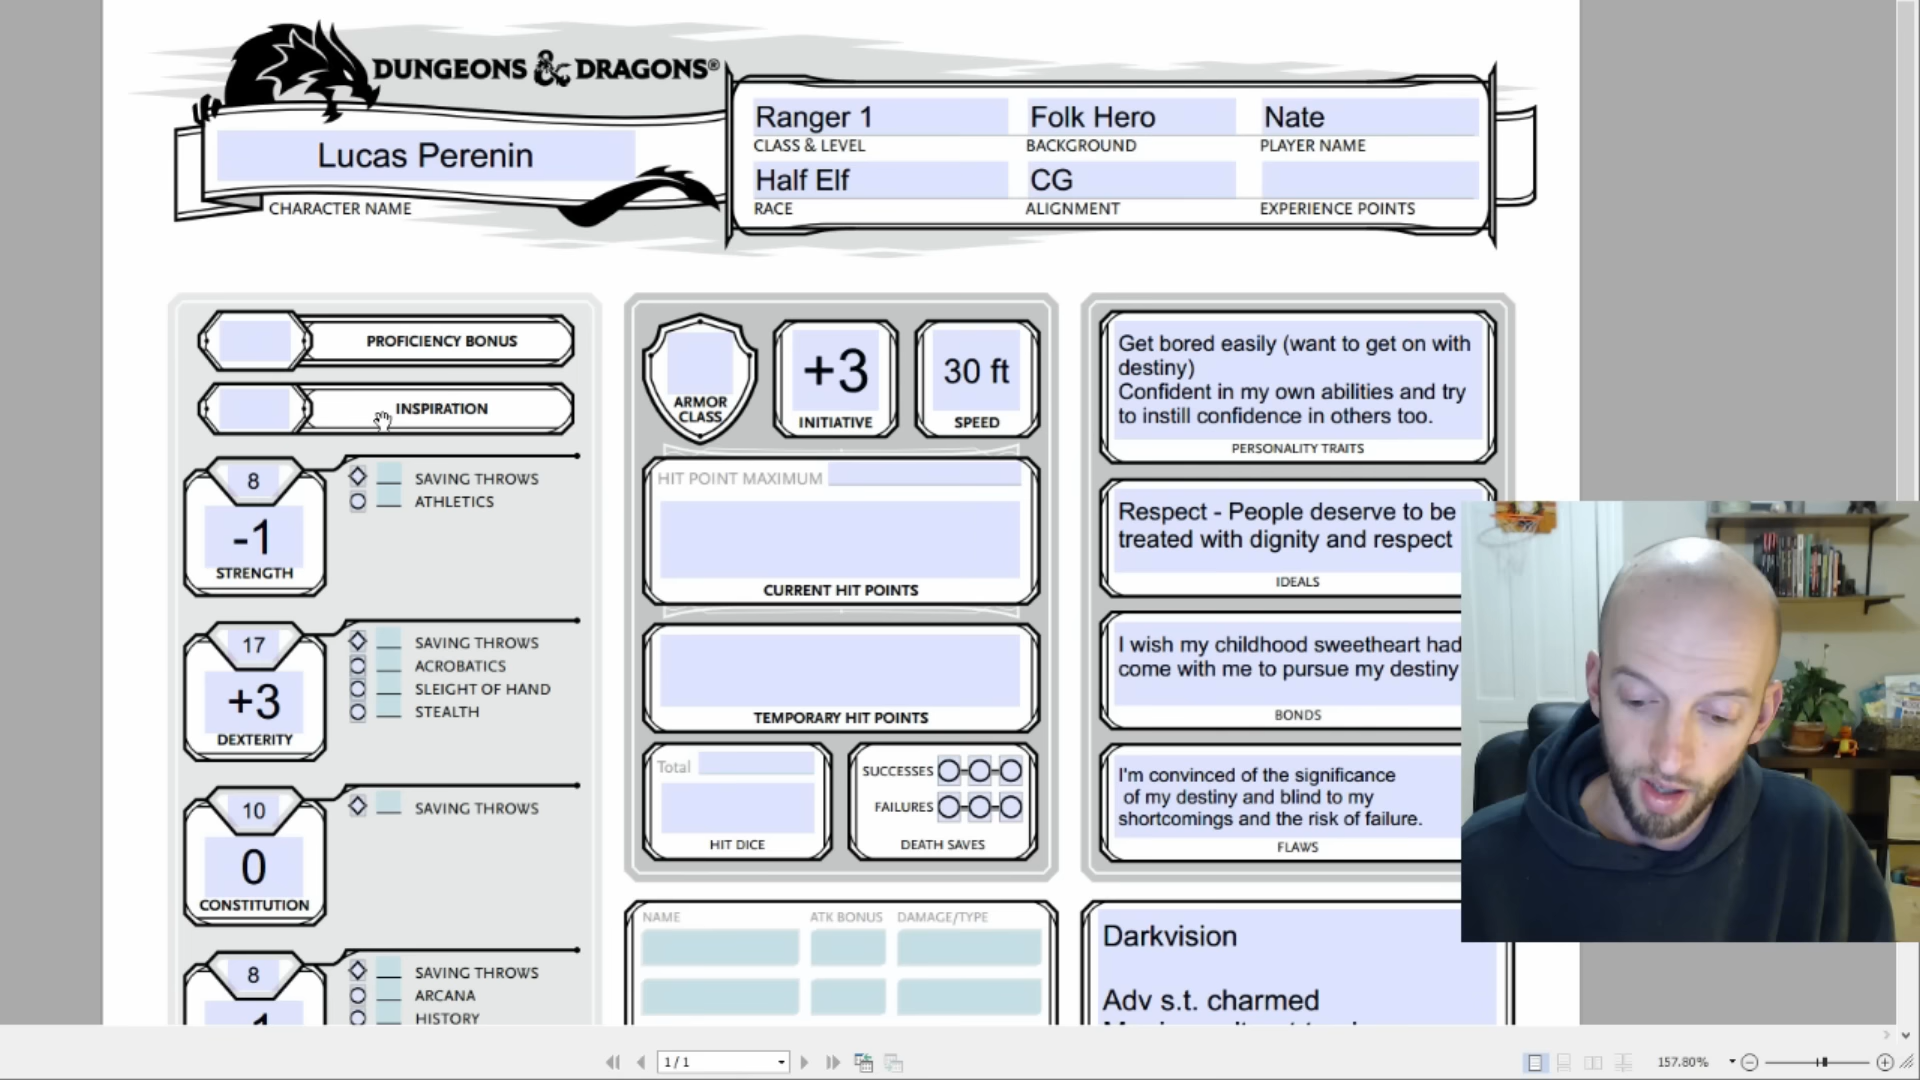 DUNGEONS & DRAGONS®
Lucas Perenin
CHARACTER NAME
Ranger 1
CLASS & LEVEL
Folk Hero
BACKGROUND
Nate
PLAYER NAME
Half Elf
RACE
CG
ALIGNMENT
EXPERIENCE POINTS
PROFICIENCY BONUS
INSPIRATION
8
-1
STRENGTH
SAVING THROWS
ATHLETICS
17
+3
DEXTERITY
SAVING THROWS
ACROBATICS
SLEIGHT OF HAND
STEALTH
10
0
CONSTITUTION
SAVING THROWS
8
SAVING THROWS
ARCANA
HISTORY
ARMOR
CLASS
+3
INITIATIVE
30 ft
SPEED
HIT POINT MAXIMUM
CURRENT HIT POINTS
TEMPORARY HIT POINTS
Total
HIT DICE
SUCCESSES
FAILURES
DEATH SAVES
NAME
ATK BONUS
DAMAGE/TYPE
Get bored easily (want to get on with
destiny)
Confident in my own abilities and try
to instill confidence in others too.
PERSONALITY TRAITS
Respect - People deserve to be
treated with dignity and respect
IDEALS
I wish my childhood sweetheart had
come with me to pursue my destiny
BONDS
I'm convinced of the significance
of my destiny and blind to my
shortcomings and the risk of failure.
FLAWS
Darkvision
Adv s.t. charmed
1 / 1
157.80%